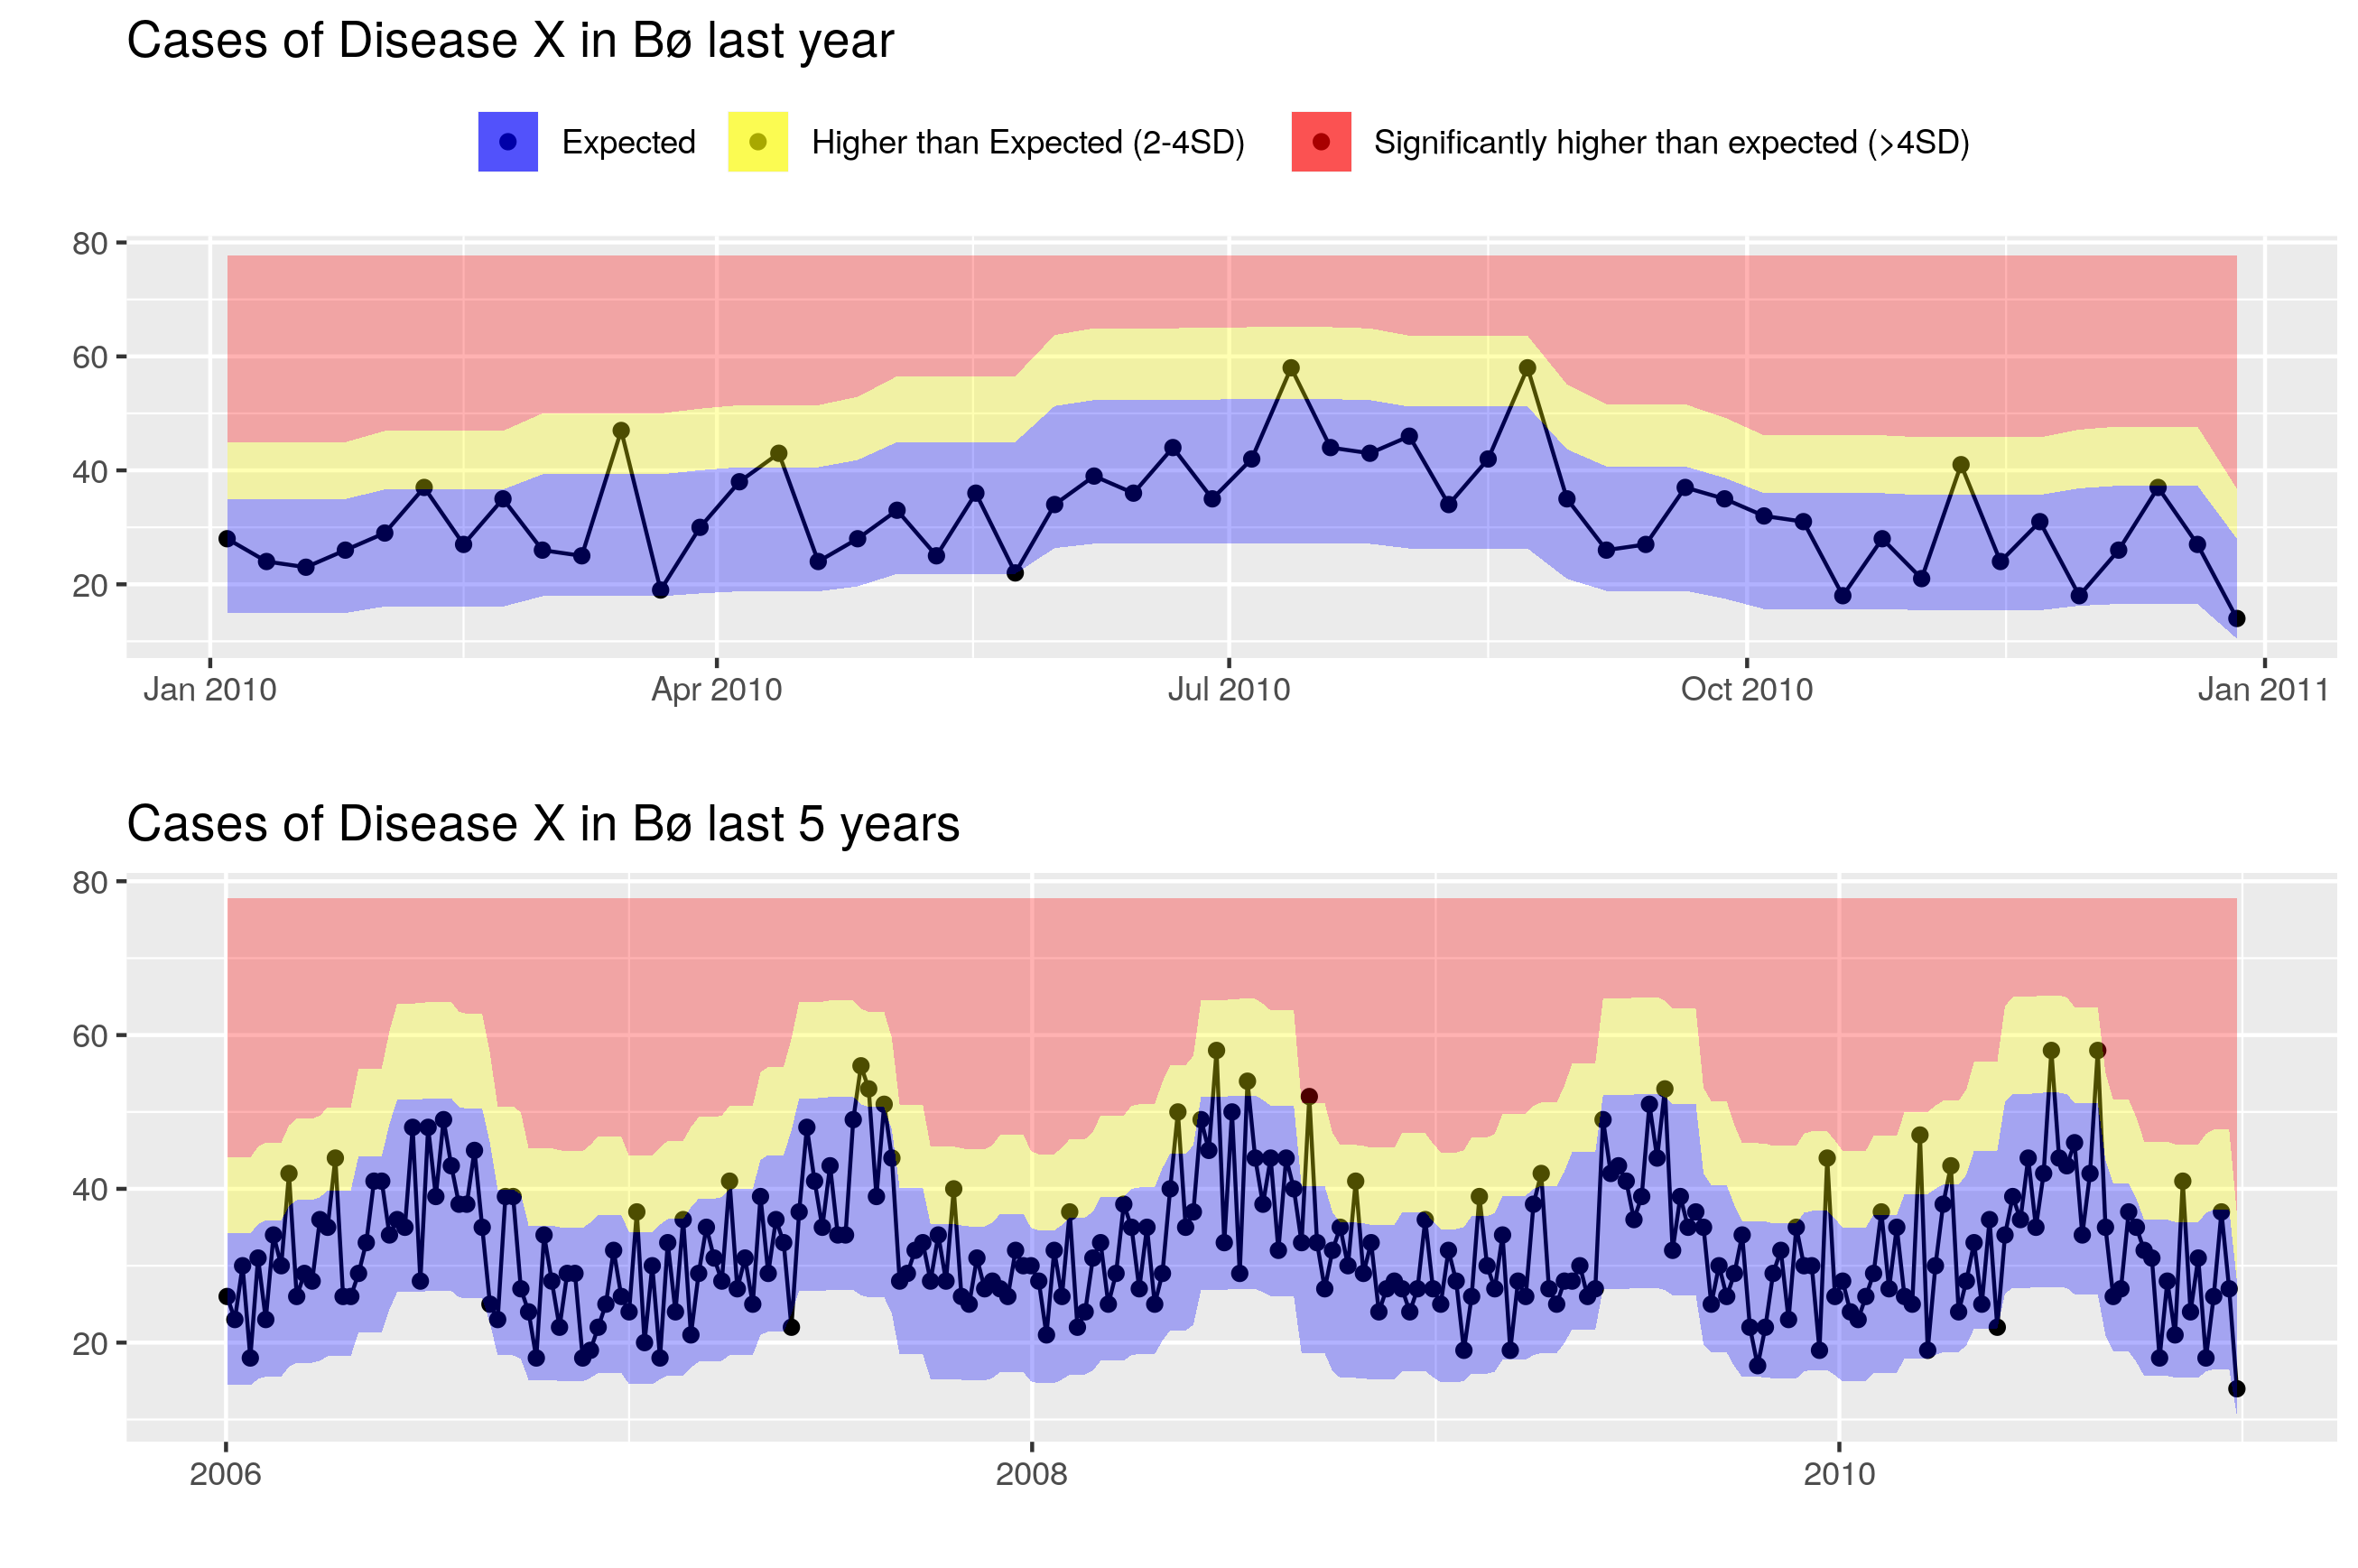 Cases of Disease X in Bø last year
Expected Higher than Expected (2-4SD) Significantly higher than expected (>4SD)
80
60
40
20
Jan 2010 Apr 2010 Jul 2010 Oct 2010 Jan 2011
Cases of Disease X in Bø last 5 years
80
60
40
20
2006 2008 2010